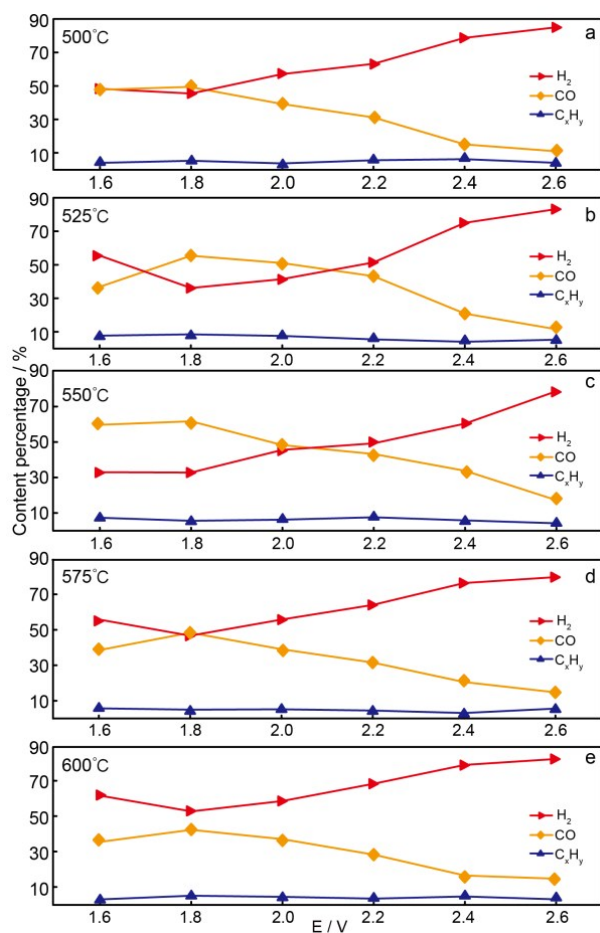 Content percentage / %
500°C
a
90
70
50
30
10
H₂
CO
CₓHᵧ
1.6 1.8 2.0 2.2 2.4 2.6
525°C
b
90
70
50
30
10
H₂
CO
CₓHᵧ
1.6 1.8 2.0 2.2 2.4 2.6
550°C
c
90
70
50
30
10
H₂
CO
CₓHᵧ
1.6 1.8 2.0 2.2 2.4 2.6
575°C
d
90
70
50
30
10
H₂
CO
CₓHᵧ
1.6 1.8 2.0 2.2 2.4 2.6
600°C
e
90
70
50
30
10
H₂
CO
CₓHᵧ
1.6 1.8 2.0 2.2 2.4 2.6
E / V